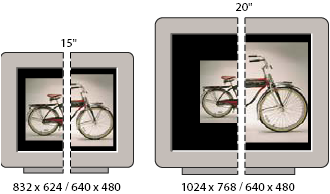 15"
20"
832 x 624 / 640 x 480
1024 x 768 / 640 x 480